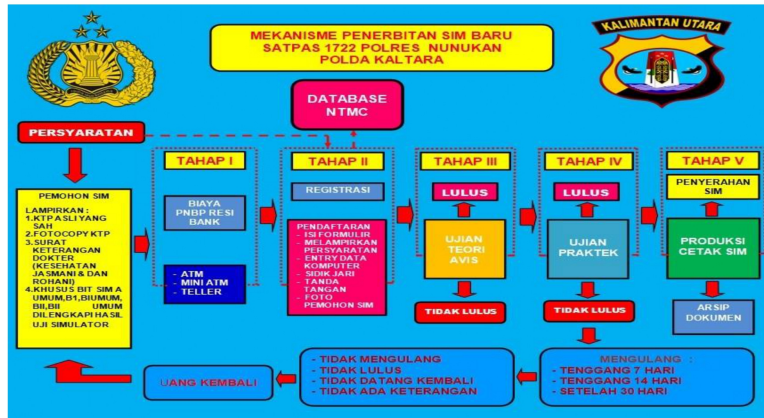 MEKANISME PENERBITAN SIM BARU
SATPAS 1722 POLRES NUNUKAN
POLDA KALTARA
KALIMANTAN UTARA
DATABASE
NTMC
PERSYARATAN
TAHAP I
TAHAP II
TAHAP III
TAHAP IV
TAHAP V
PEMOHON SIM
LAMPIRKAN :
1.KTP ASLI YANG
SAH
2.FOTOCOPY KTP
3.SURAT
KETERANGAN
DOKTER
(KESEHATAN
JASMANI & DAN
ROHANI)
4.KHUSUS BIT SIM A
UMUM,B1,BIUMUM,
BII,BII UMUM
DILENGKAPI HASIL
UJI SIMULATOR
BIAYA
PNBP RESI
BANK
- ATM
- MINI ATM
- TELLER
REGISTRASI
PENDAFTARAN
- ISI FORMULIR
- MELAMPIRKAN
PERSYARATAN
- ENTRY DATA
KOMPUTER
- SIDIK JARI
- TANDA
TANGAN
- FOTO
PEMOHON SIM
LULUS
UJIAN
TEORI
AVIS
TIDAK LULUS
LULUS
UJIAN
PRAKTEK
TIDAK LULUS
PENYERAHAN
SIM
PRODUKSI
CETAK SIM
ARSIP
DOKUMEN
UANG KEMBALI
- TIDAK MENGULANG
- TIDAK LULUS
- TIDAK DATANG KEMBALI
- TIDAK ADA KETERANGAN
MENGULANG :
- TENGGANG 7 HARI
- TENGGANG 14 HARI
- SETELAH 30 HARI